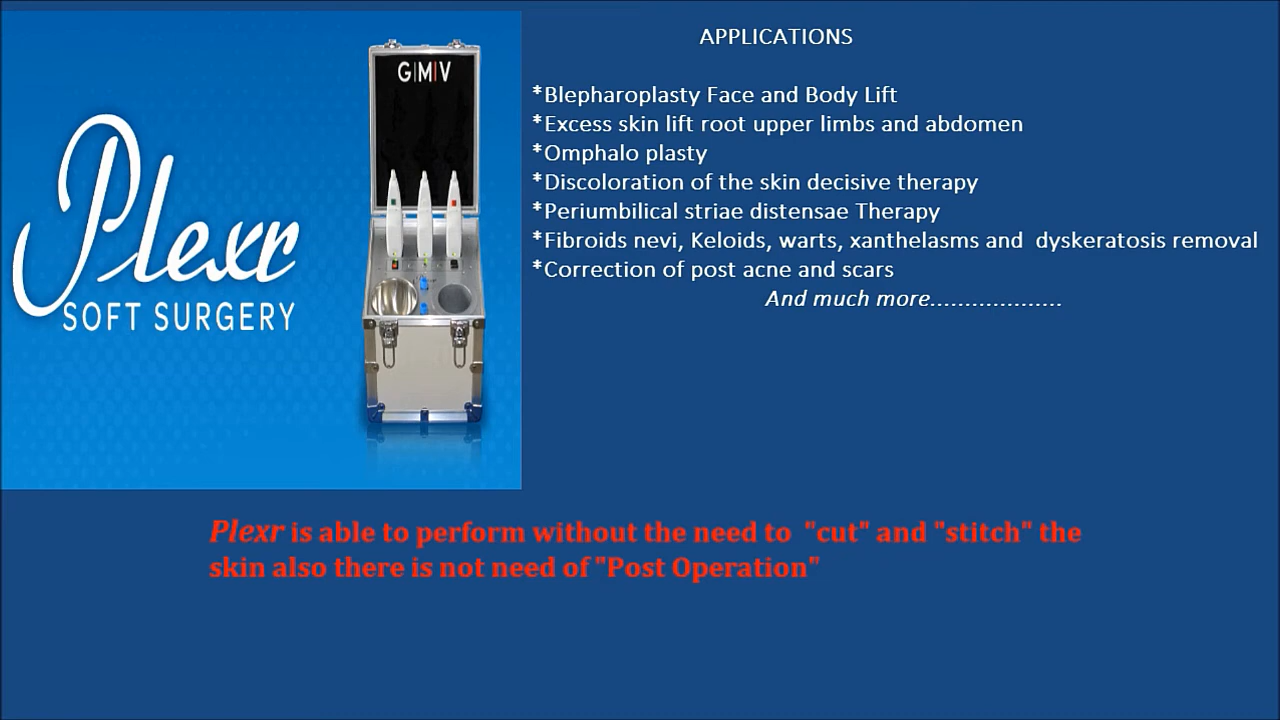 Plexr
SOFT SURGERY
G|M|V
APPLICATIONS
*Blepharoplasty Face and Body Lift
*Excess skin lift root upper limbs and abdomen
*Omphalo plasty
*Discoloration of the skin decisive therapy
*Periumbilical striae distensae Therapy
*Fibroids nevi, Keloids, warts, xanthelasms and  dyskeratosis removal
*Correction of post acne and scars
And much more...................
Plexr is able to perform without the need to  "cut" and "stitch" the
skin also there is not need of "Post Operation"